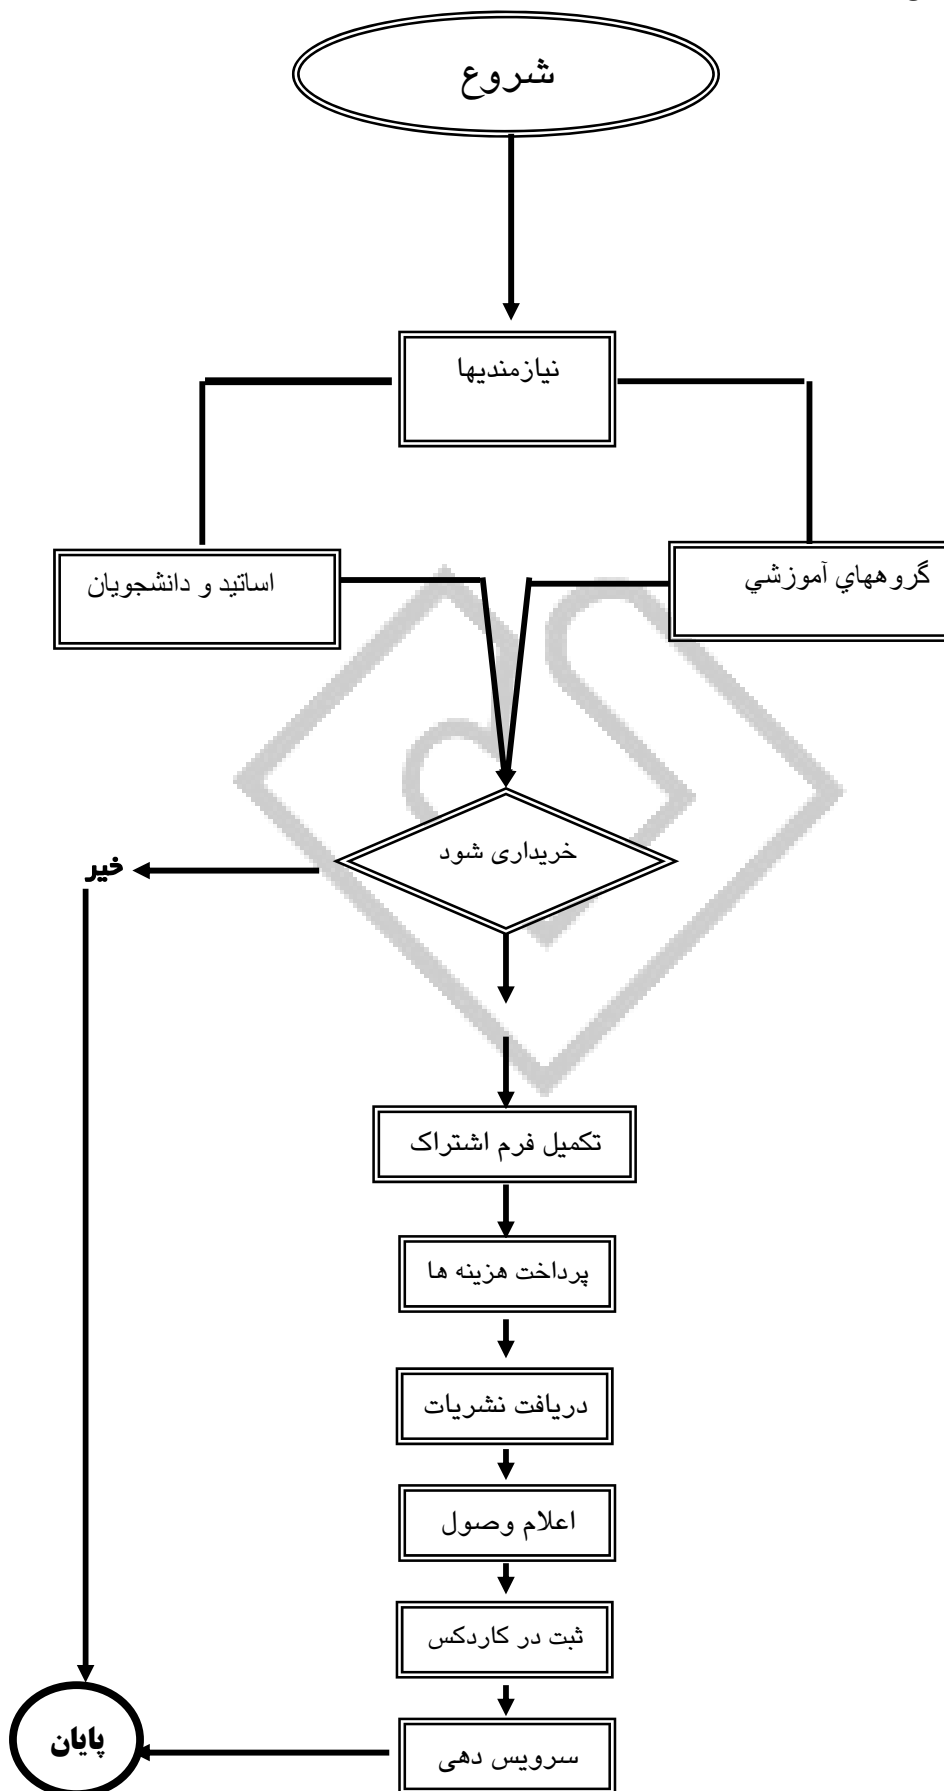 شروع
نیازمندیها
گروههاي آموزشي
اساتید و دانشجویان
خریداری شود
خیر
تکمیل فرم اشتراک
پرداخت هزینه ها
دریافت نشریات
اعلام وصول
ثبت در کاردکس
سرویس دهی
پایان